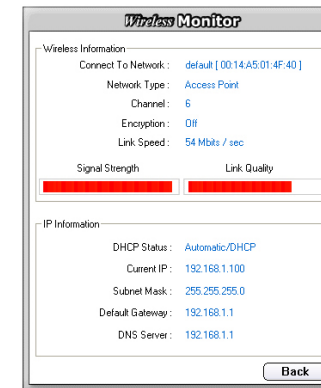 Wireless Monitor
Wireless Information
Connect To Network : default [ 00:14:A5:01:4F:40 ]
Network Type : Access Point
Channel : 6
Encryption : Off
Link Speed : 54 Mbits / sec
Signal Strength Link Quality
IP Information
DHCP Status : Automatic/DHCP
Current IP : 192.168.1.100
Subnet Mask : 255.255.255.0
Default Gateway : 192.168.1.1
DNS Server : 192.168.1.1
Back